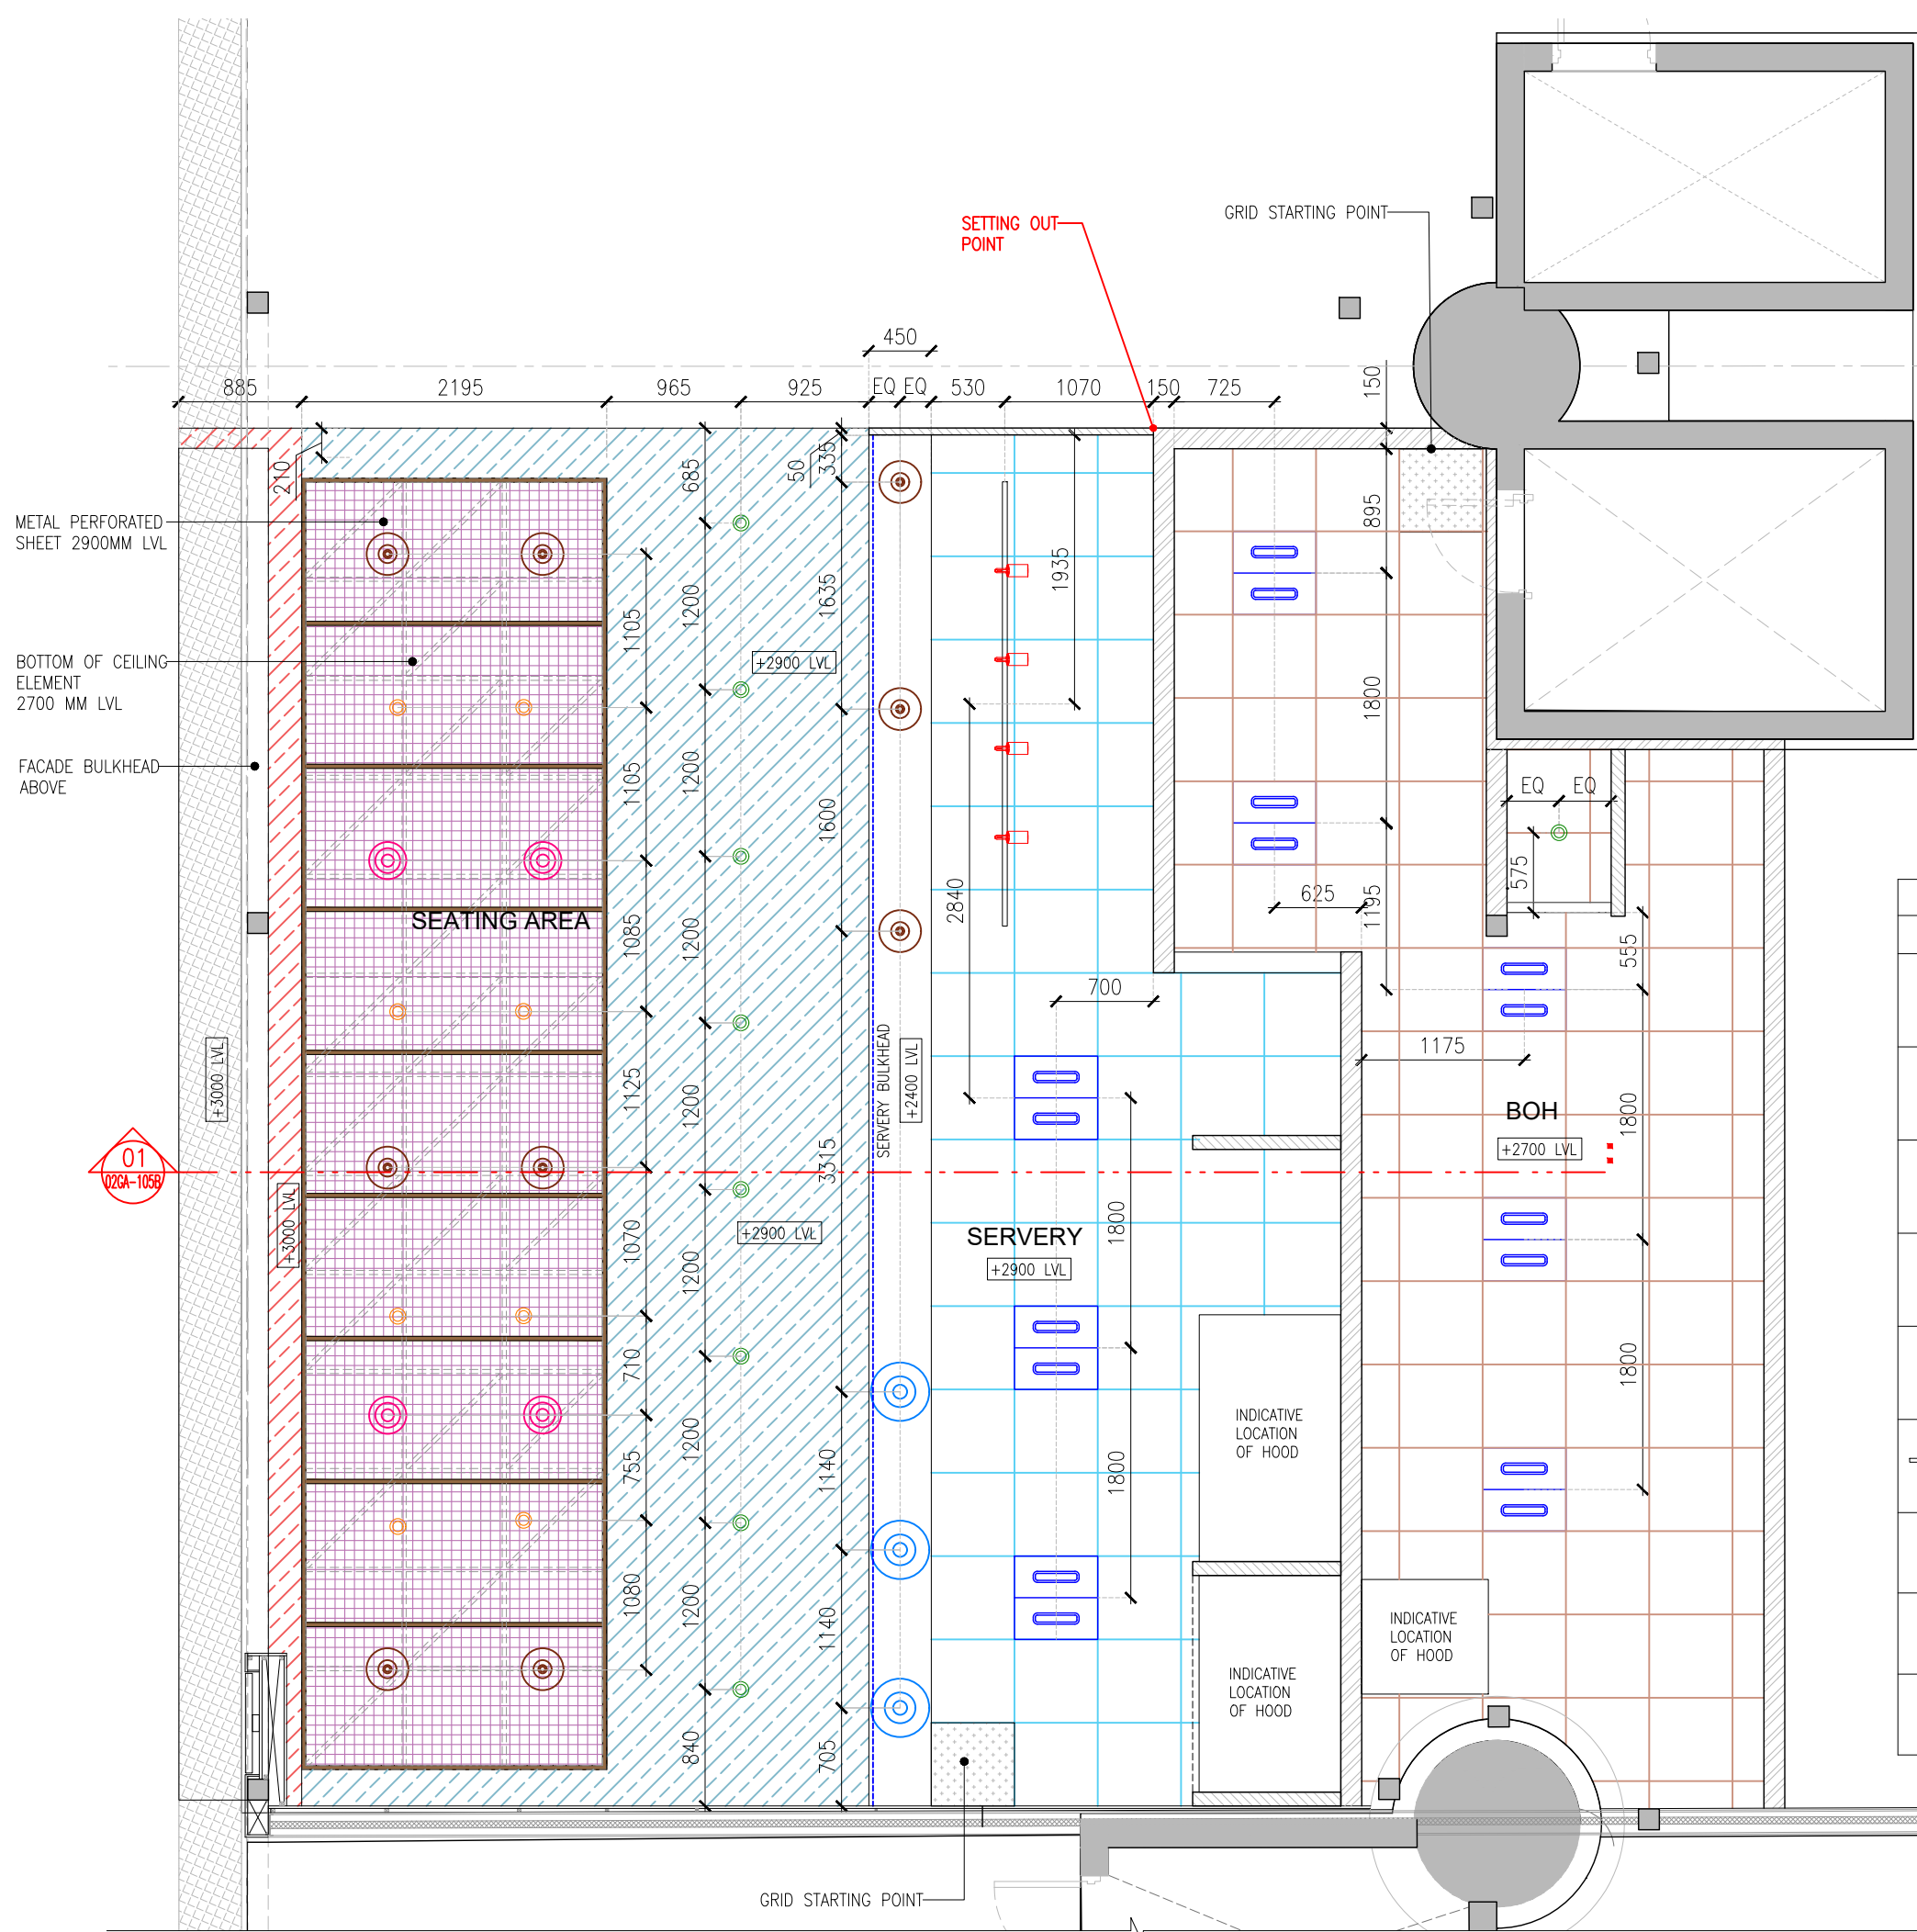 SETTING OUT
POINT
GRID STARTING POINT
450
885
2195
965
925
EQ
EQ
530
1070
150
725
150
210
685
50
335
895
METAL PERFORATED
SHEET 2900MM LVL
1935
1200
1635
1105
+2900 LVL
BOTTOM OF CEILING
ELEMENT
2700 MM LVL
1800
FACADE BULKHEAD
ABOVE
1105
1200
1600
EQ
EQ
575
2840
625
1195
SEATING AREA
1085
1200
555
700
+3000 LVL
SERVERY BULKHEAD
+2400 LVL
1175
1125
1200
1800
BOH
+2700 LVL
01
02GA-105B
3315
+3000 LVL
1070
1200
+2900 LVL
SERVERY
+2900 LVL
1800
710
1800
INDICATIVE
LOCATION
OF HOOD
755
1200
1140
1800
1080
1200
1140
INDICATIVE
LOCATION
OF HOOD
INDICATIVE
LOCATION
OF HOOD
840
705
GRID STARTING POINT